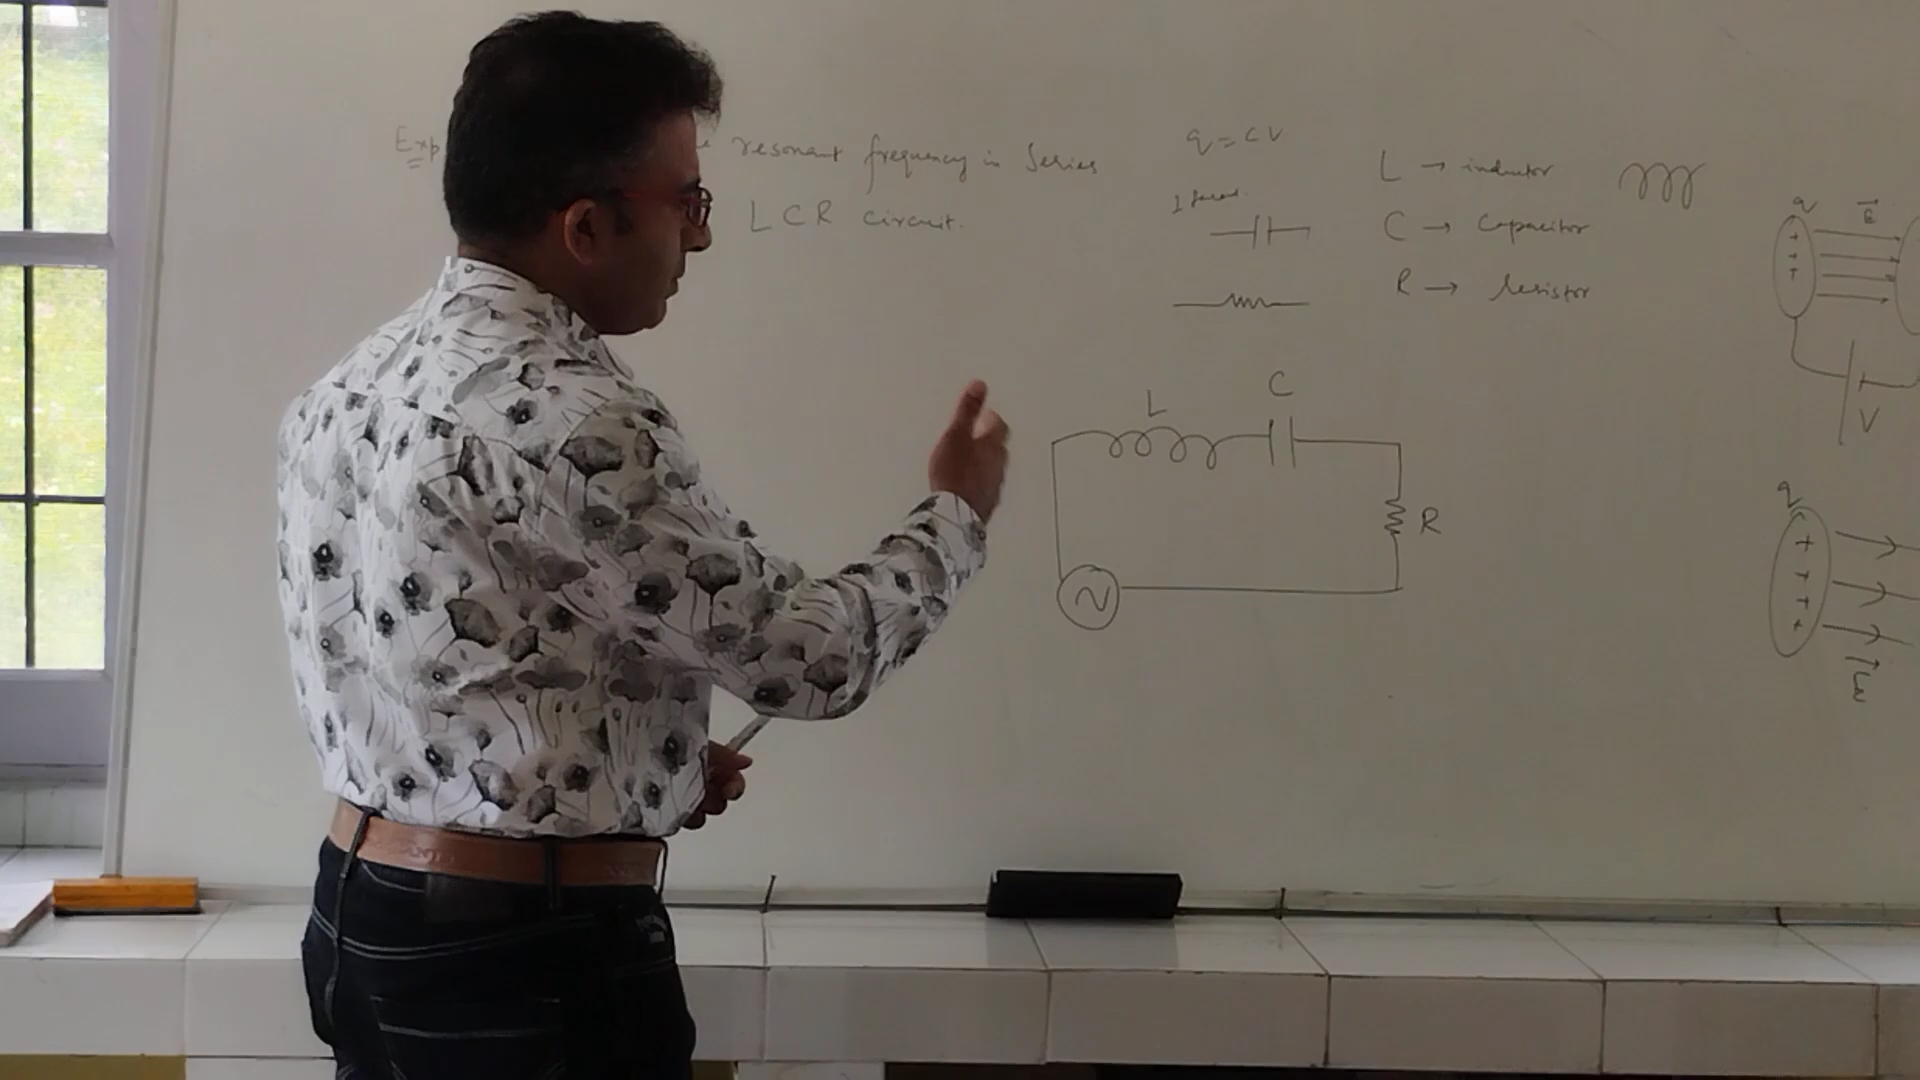 Exp resonant frequency in Series
LCR circuit.
q = CV
1 farad.
L → inductor
C → Capacitor
R → Resistor
L
C
R
q
E
+ + +
V
q
+ + + +
E